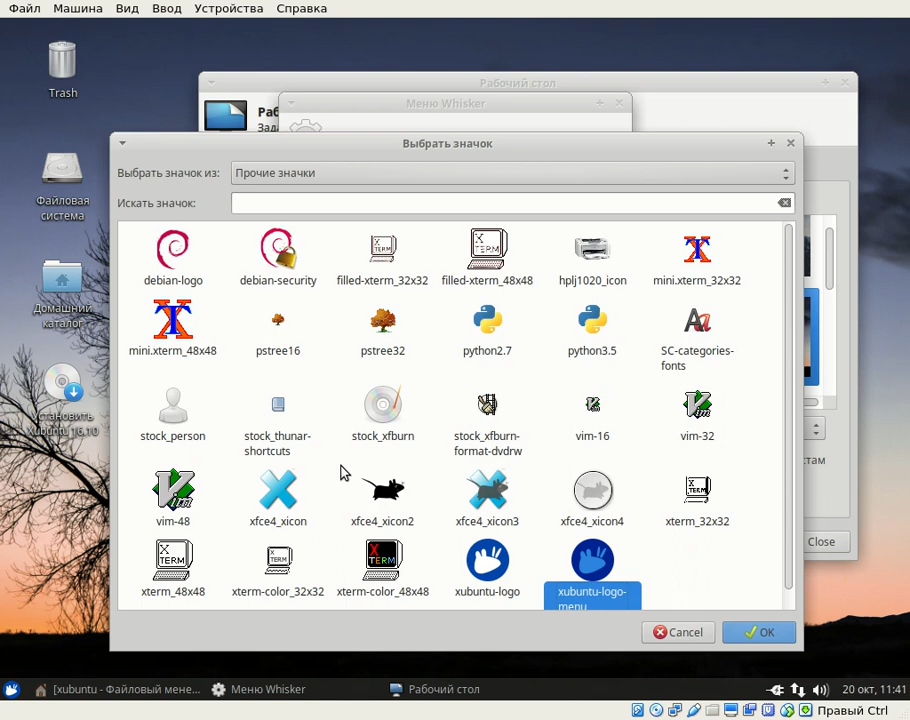 Файл Машина Вид Ввод Устройства Справка
Trash
Рабочий стол
Раб
Зада
Меню Whisker
Выбрать значок
Выбрать значок из: Прочие значки
Искать значок:
Файловая
система
debian-logo debian-security filled-xterm_32x32 filled-xterm_48x48 hplj1020_icon mini.xterm_32x32
Домашний
каталог
mini.xterm_48x48 pstree16 pstree32 python2.7 python3.5 SC-categories-
fonts
Установить
Xubuntu 16.10
stock_person stock_thunar- stock_xfburn stock_xfburn- vim-16 vim-32
shortcuts format-dvdrw
стам
vim-48 xfce4_xicon xfce4_xicon2 xfce4_xicon3 xfce4_xicon4 xterm_32x32
Close
X TERM
xterm_48x48 xterm-color_32x32 xterm-color_48x48 xubuntu-logo xubuntu-logo-
menu
Cancel OK
[xubuntu - Файловый мене... Меню Whisker Рабочий стол 20 окт, 11:41
Правый Ctrl